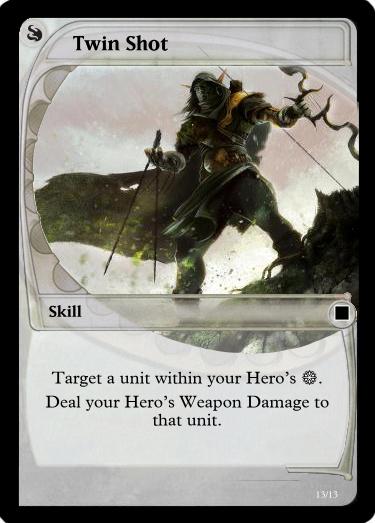 Twin Shot
Skill
Target a unit within your Hero's .
Deal your Hero's Weapon Damage to
that unit.
13/13